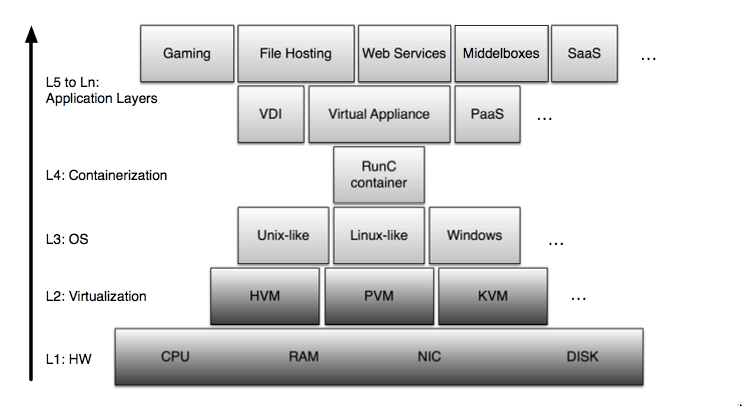 Gaming File Hosting Web Services Middelboxes SaaS ...
L5 to Ln:
Application Layers
VDI Virtual Appliance PaaS ...
L4: Containerization
RunC
container
L3: OS
Unix-like Linux-like Windows ...
L2: Virtualization
HVM PVM KVM ...
L1: HW
CPU RAM NIC DISK